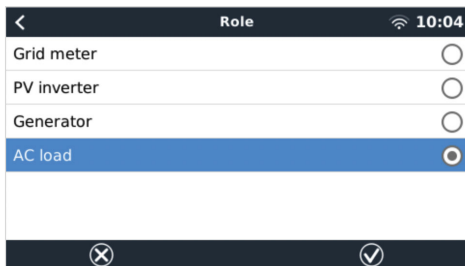 Role
10:04
Grid meter
PV inverter
Generator
AC load